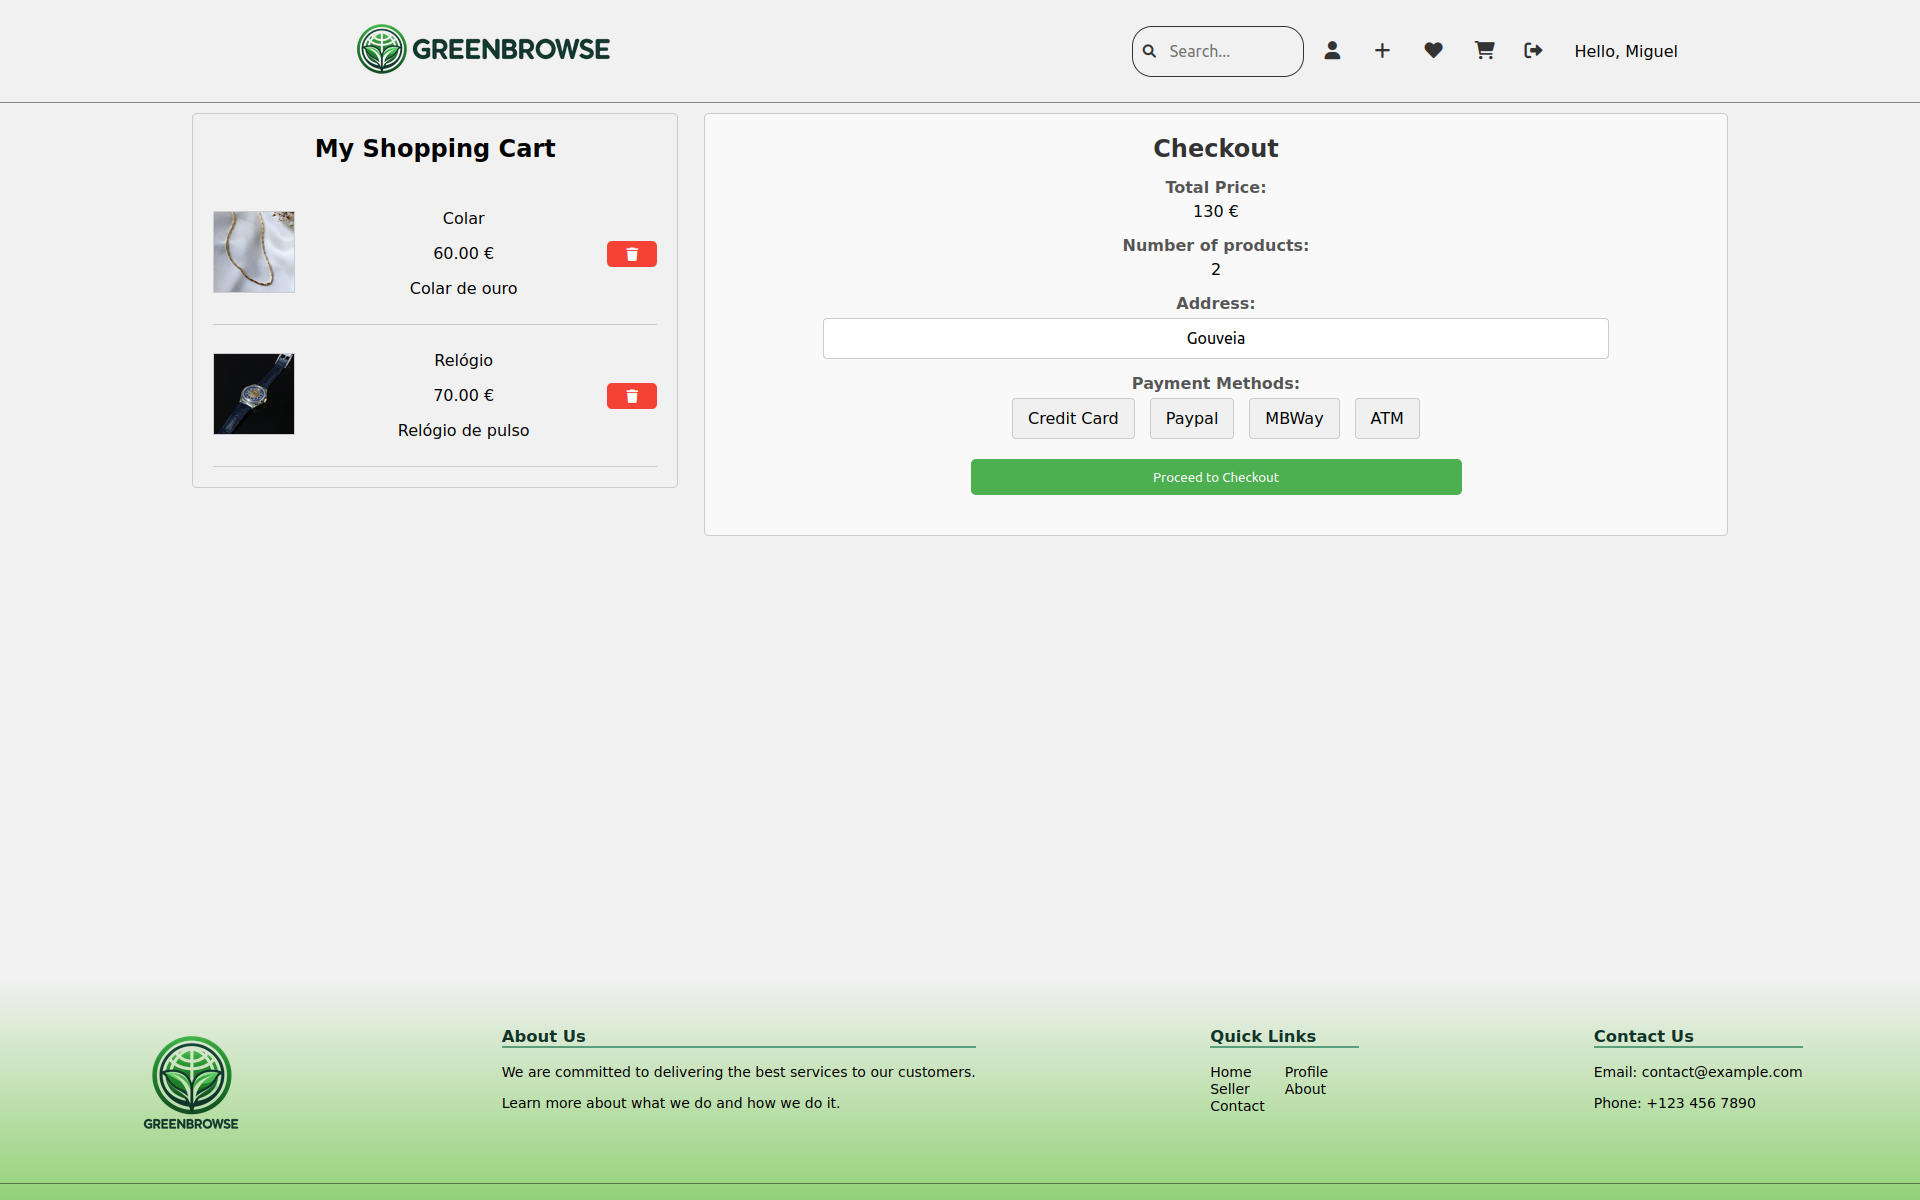 GREENBROWSE
Search...
Hello, Miguel
My Shopping Cart
Colar
60.00 €
Colar de ouro
Relógio
70.00 €
Relógio de pulso
Checkout
Total Price:
130 €
Number of products:
2
Address:
Gouveia
Payment Methods:
Credit Card Paypal MBWay ATM
Proceed to Checkout
GREENBROWSE
About Us
We are committed to delivering the best services to our customers.
Learn more about what we do and how we do it.
Quick Links
Home Profile
Seller About
Contact
Contact Us
Email: contact@example.com
Phone: +123 456 7890